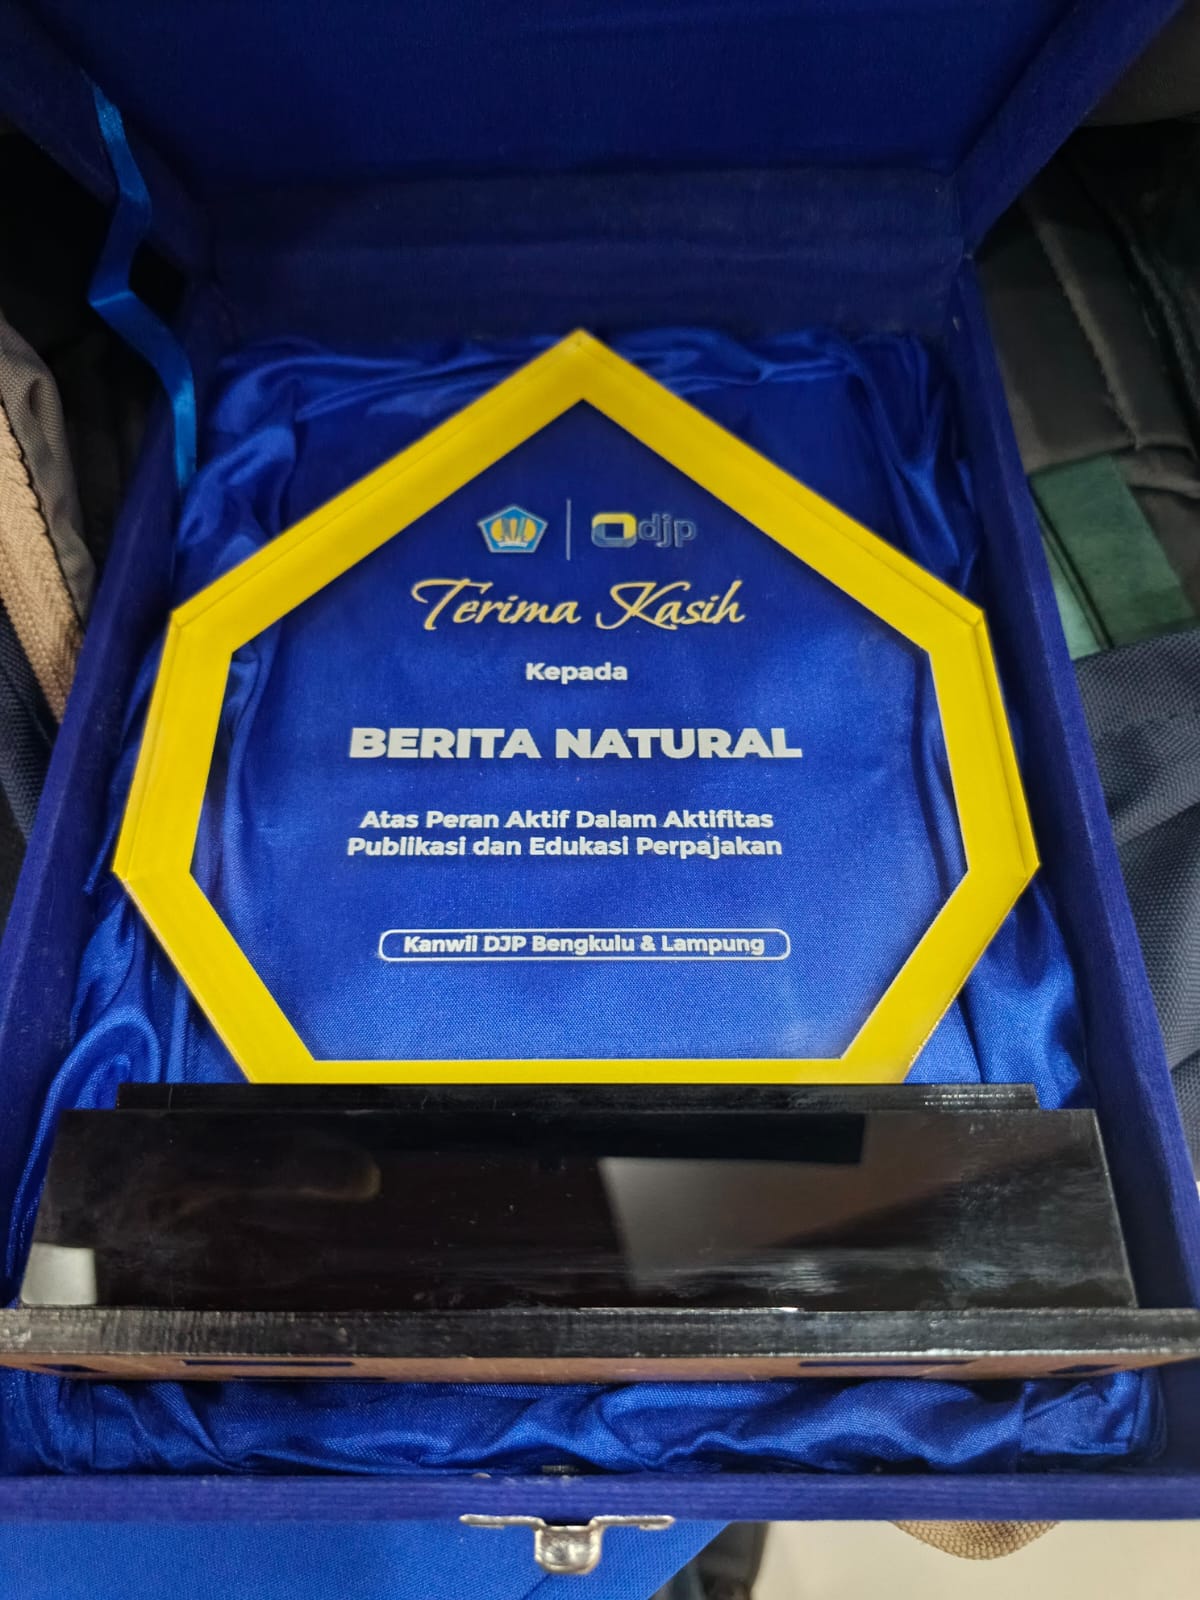 djp
Terima Kasih
Kepada
BERITA NATURAL
Atas Peran Aktif Dalam Aktifitas
Publikasi dan Edukasi Perpajakan
Kanwil DJP Bengkulu & Lampung